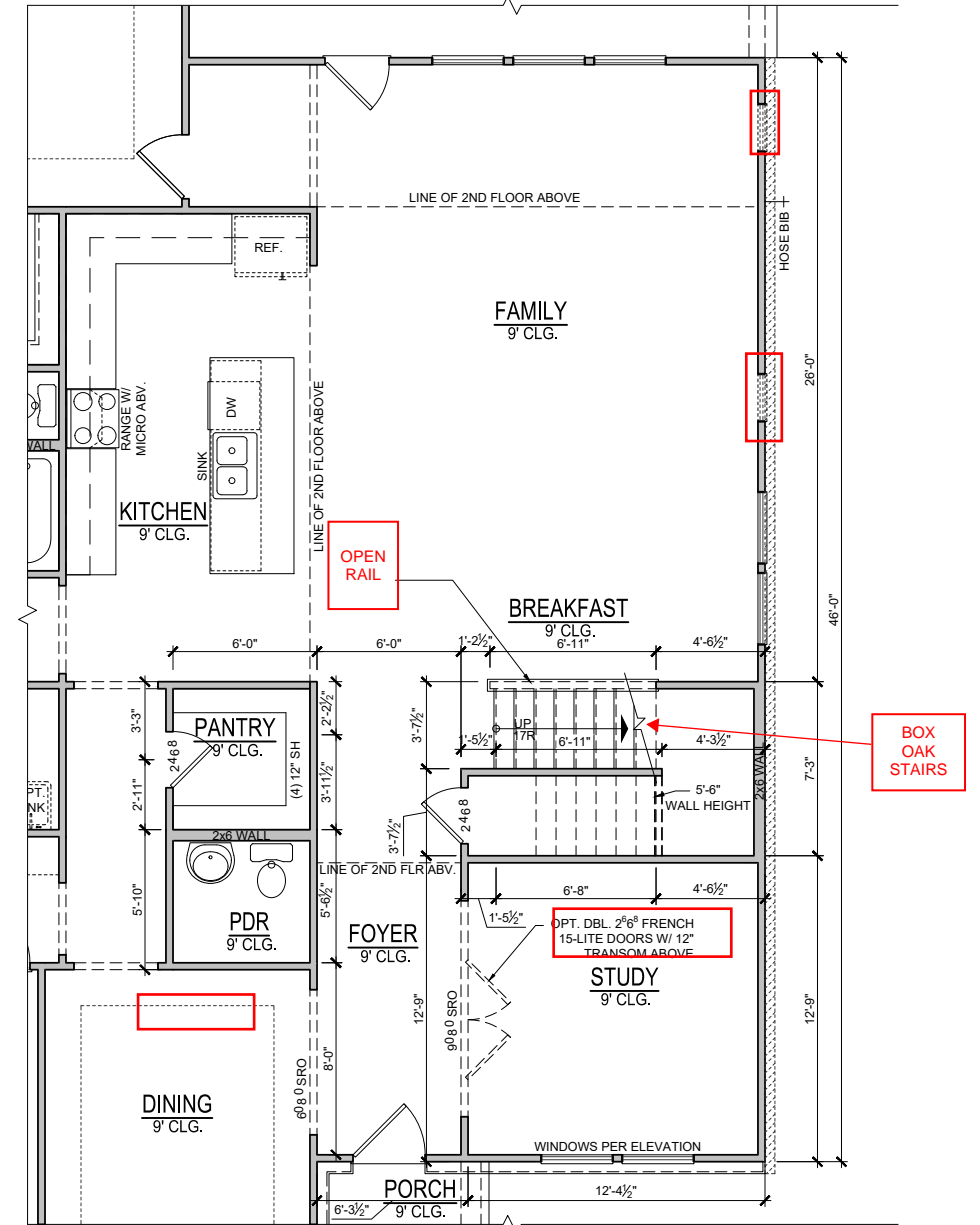 LINE OF 2ND FLOOR ABOVE
HOSE BIB
REF.
FAMILY
9' CLG.
26'-0"
RANGE W/
MICRO ABV.
DW
SINK
LINE OF 2ND FLOOR ABOVE
WALL
KITCHEN
9' CLG.
OPEN
RAIL
46'-0"
BREAKFAST
9' CLG.
6'-0"
6'-0"
1'-2½"
6'-11"
4'-6½"
3'-3"
PANTRY
9' CLG.
2468
(4) 12" SH
2'-2½"
3'-11½"
3'-7½"
UP
17R
1'-5½"
6'-11"
4'-3½"
BOX
OAK
STAIRS
7'-3"
2x6 WALL
2'-11"
PT
NK
5'-6"
WALL HEIGHT
2468
3'-7½"
2x6 WALL
LINE OF 2ND FLR ABV.
5'-10"
5'-6½"
PDR
9' CLG.
FOYER
9' CLG.
6'-8"
4'-6½"
1'-5½"
OPT. DBL. 2⁶6⁸ FRENCH
15-LITE DOORS W/ 12"
TRANSOM ABOVE
STUDY
9' CLG.
12'-9"
9080 SRO
12'-9"
8'-0"
6080 SRO
DINING
9' CLG.
WINDOWS PER ELEVATION
PORCH
9' CLG.
6'-3½"
12'-4½"